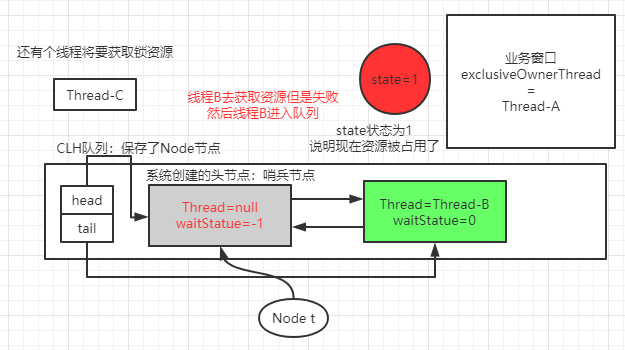 还有个线程将要获取锁资源
Thread-C
线程B去获取资源但是失败
然后线程B进入队列
state=1
state状态为1
说明现在资源被占用了
业务窗口
exclusiveOwnerThread
=
Thread-A
CLH队列：保存了Node节点
系统创建的头节点：哨兵节点
head
tail
Thread=null
waitStatue=-1
Thread=Thread-B
waitStatue=0
Node t